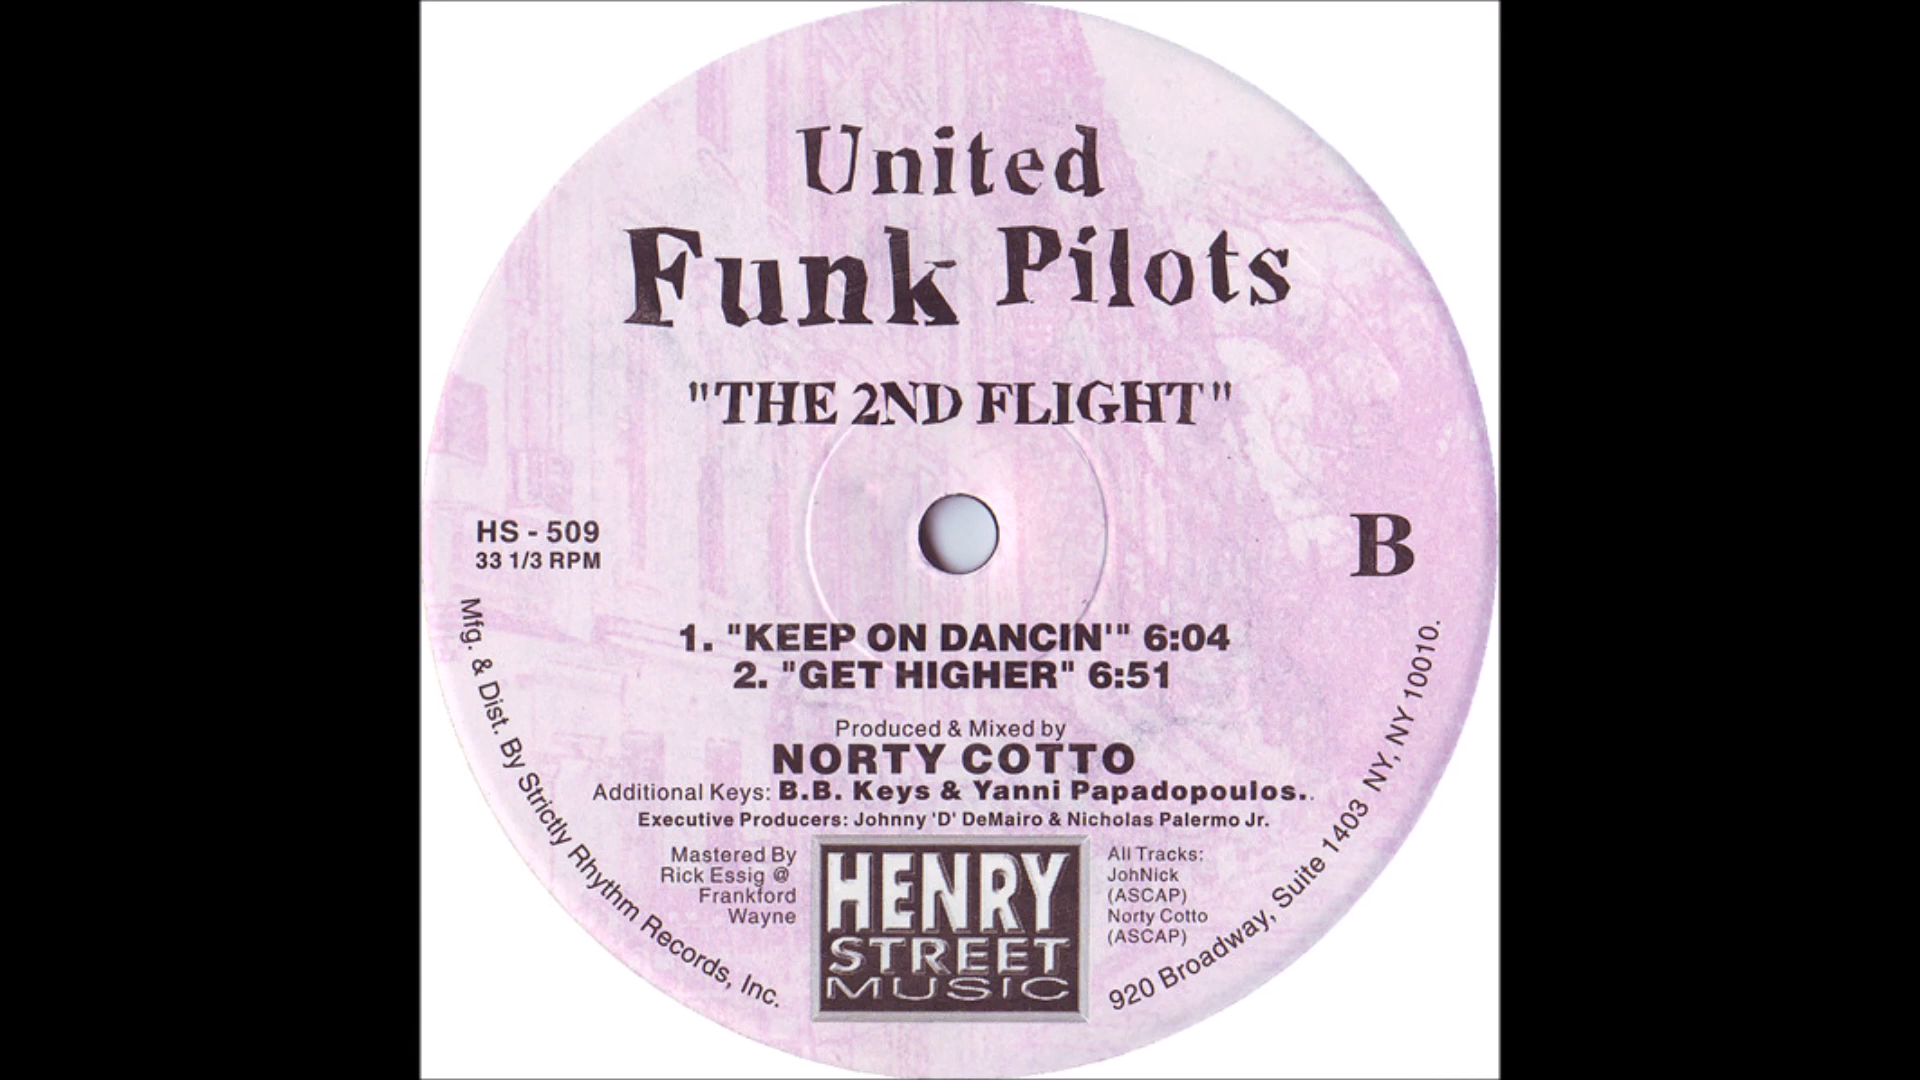 United
Funk Pilots
"THE 2ND FLIGHT"
HS - 509
33 1/3 RPM
B
1. "KEEP ON DANCIN'" 6:04
2. "GET HIGHER" 6:51
Produced & Mixed by
NORTY COTTO
Additional Keys: B.B. Keys & Yanni Papadopoulos..
Executive Producers: Johnny 'D' DeMairo & Nicholas Palermo Jr.
Mastered By
Rick Essig @
Frankford
Wayne
HENRY
STREET
MUSIC
All Tracks:
JohNick
(ASCAP)
Norty Cotto
(ASCAP)
Mfg. & Dist. By Strictly Rhythm Records, Inc.
920 Broadway, Suite 1403 NY, NY 10010.